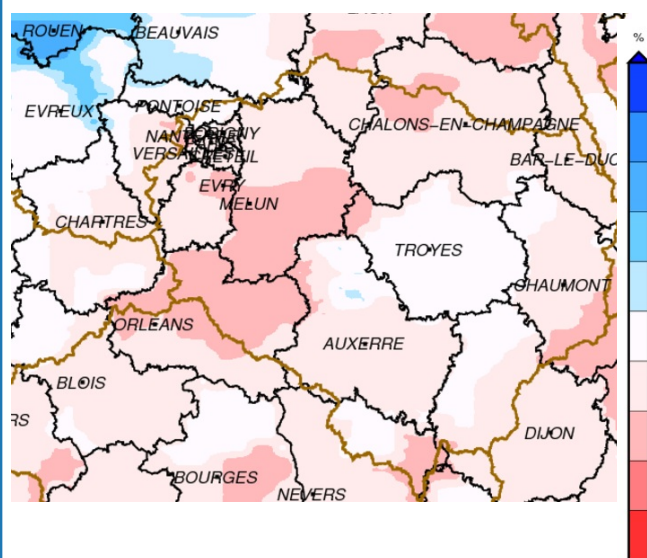 ROUEN
BEAUVAIS
%
EVREUX
PONTOISE
CHALONS-EN-CHAMPAGNE
BAR-LE-DUC
EVRY
MELUN
CHARTRES
TROYES
CHAUMONT
ORLEANS
AUXERRE
BLOIS
RS
DIJON
BOURGES
NEVERS